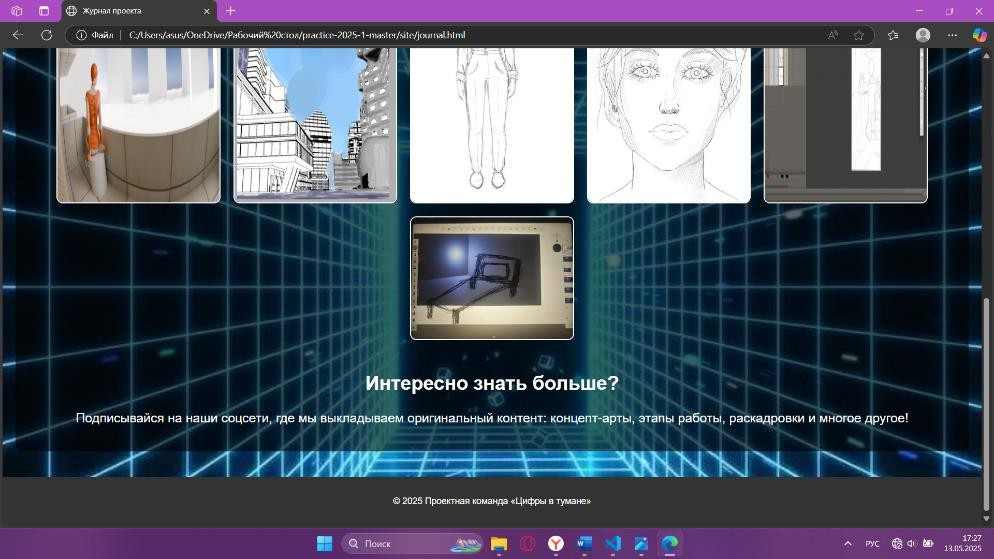 Журнал проекта
Файл
C:/Users/asus/OneDrive/Рабочий%20стол/practice-2025-1-master/site/journal.html
Интересно знать больше?
Подписывайся на наши соцсети, где мы выкладываем оригинальный контент: концепт-арты, этапы работы, раскадровки и многое другое!
© 2025 Проектная команда «Цифры в тумане»
Поиск
РУС
17:27
13.05.2025